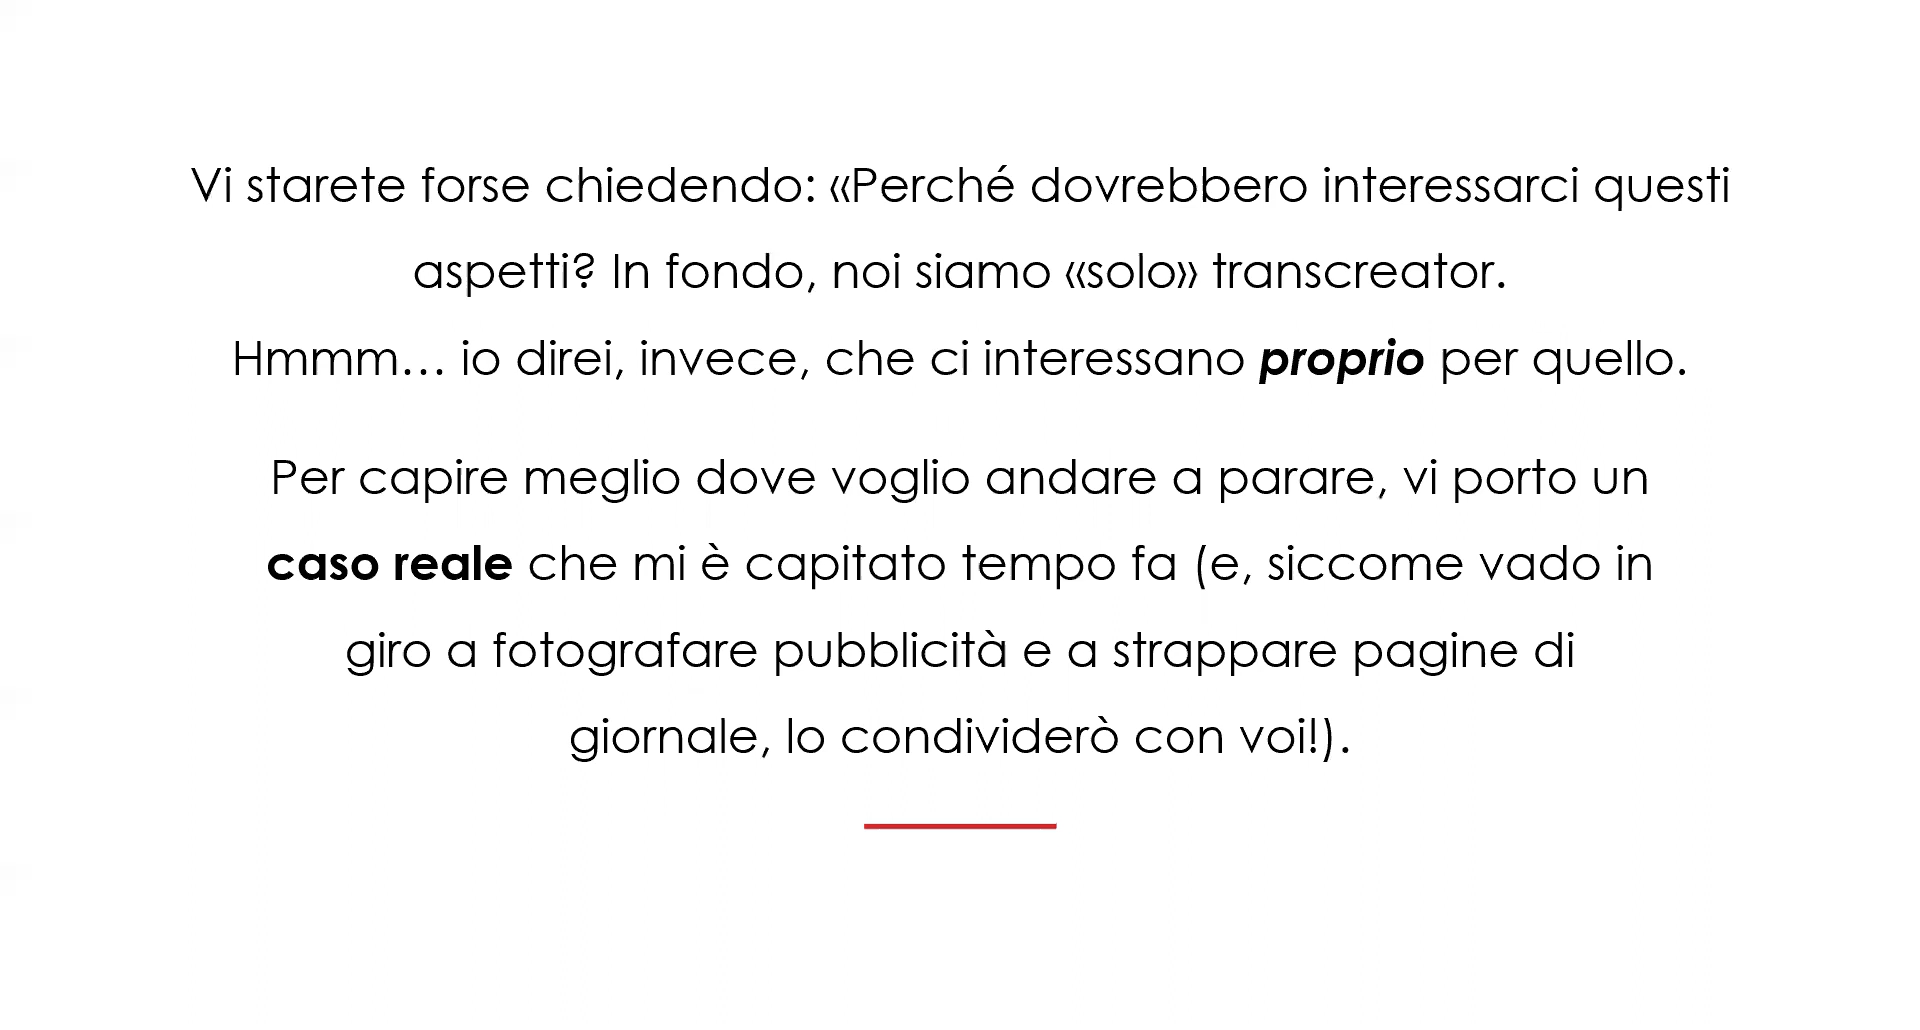 Vi starete forse chiedendo: «Perché dovrebbero interessarci questi
aspetti? In fondo, noi siamo «solo» transcreator.
Hmmm… io direi, invece, che ci interessano proprio per quello.
Per capire meglio dove voglio andare a parare, vi porto un
caso reale che mi è capitato tempo fa (e, siccome vado in
giro a fotografare pubblicità e a strappare pagine di
giornale, lo condividerò con voi!).